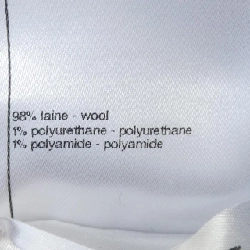 98% laine - wool
1% polyurethane - polyurethane
1% polyamide - polyamide